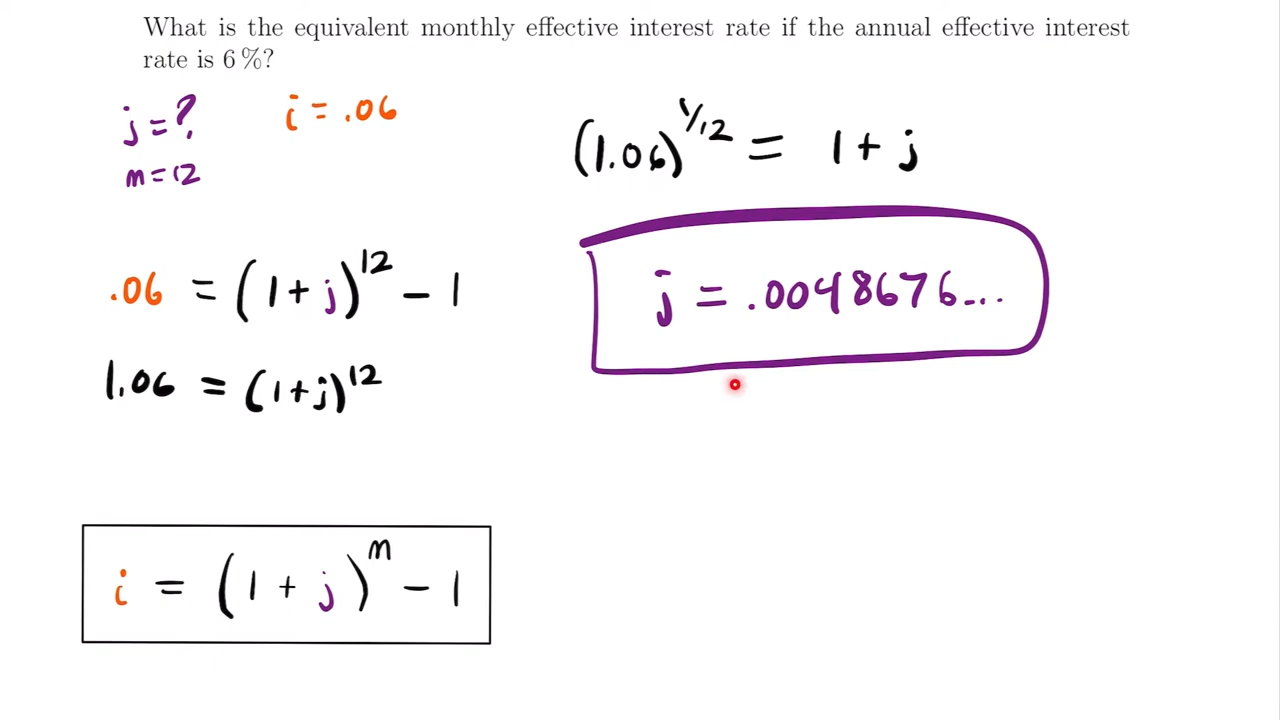 What is the equivalent monthly effective interest rate if the annual effective interest
rate is 6 %?
j = ?
i = .06
m = 12
.06 = (1 + j)^12 − 1
1.06 = (1+j)^12
(1.06)^1/12 = 1 + j
j = .0048676...
i = (1 + j)^m − 1